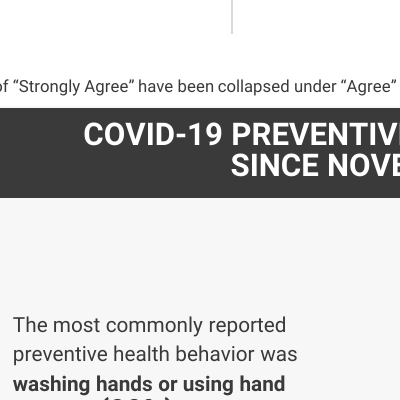 of “Strongly Agree” have been collapsed under “Agree”
COVID-19 PREVENTIV
SINCE NOVE
The most commonly reported
preventive health behavior was
washing hands or using hand